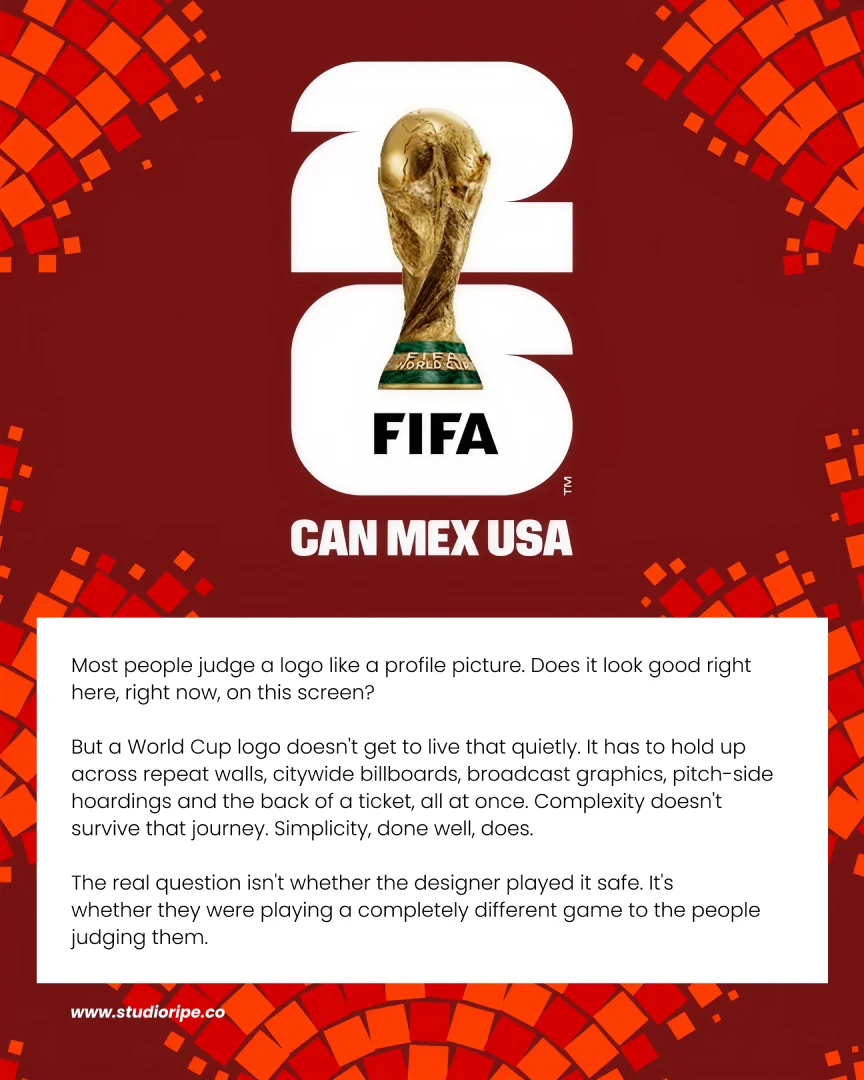 26
FIFA
WORLD CUP
FIFA
TM
CAN MEX USA
Most people judge a logo like a profile picture. Does it look good right
here, right now, on this screen?
But a World Cup logo doesn't get to live that quietly. It has to hold up
across repeat walls, citywide billboards, broadcast graphics, pitch-side
hoardings and the back of a ticket, all at once. Complexity doesn't
survive that journey. Simplicity, done well, does.
The real question isn't whether the designer played it safe. It's
whether they were playing a completely different game to the people
judging them.
www.studioripe.co